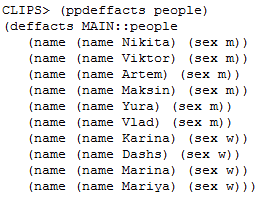 CLIPS> (ppdeffacts people)
(deffacts MAIN::people
   (name (name Nikita) (sex m))
   (name (name Viktor) (sex m))
   (name (name Artem) (sex m))
   (name (name Maksin) (sex m))
   (name (name Yura) (sex m))
   (name (name Vlad) (sex m))
   (name (name Karina) (sex w))
   (name (name Dashs) (sex w))
   (name (name Marina) (sex w))
   (name (name Mariya) (sex w)))